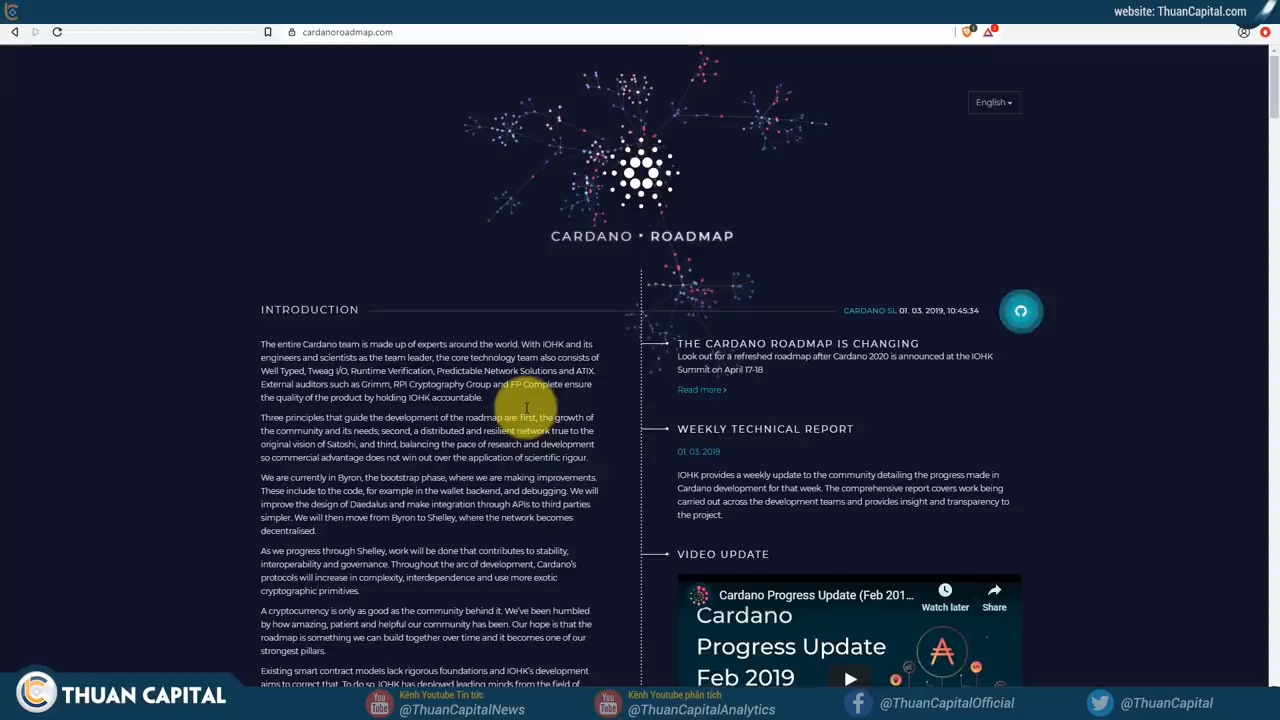 website: ThuanCapital.com
cardanoroadmap.com
1
2
English
CARDANO • ROADMAP
INTRODUCTION
The entire Cardano team is made up of experts around the world. With IOHK and its
engineers and scientists as the team leader, the core technology team also consists of
Well Typed, Tweag I/O, Runtime Verification, Predictable Network Solutions and ATIX.
External auditors such as Grimm, RPI Cryptography Group and FP Complete ensure
the quality of the product by holding IOHK accountable.
Three principles that guide the development of the roadmap are first, the growth of
the community and its needs; second, a distributed and resilient network true to the
original vision of Satoshi, and third, balancing the pace of research and development
so commercial advantage does not win out over the application of scientific rigour.
We are currently in Byron, the bootstrap phase, where we are making improvements.
These include to the code, for example in the wallet backend, and debugging. We will
improve the design of Daedalus and make integration through APIs to third parties
simpler. We will then move from Byron to Shelley, where the network becomes
decentralised.
As we progress through Shelley, work will be done that contributes to stability,
interoperability and governance. Throughout the arc of development, Cardano's
protocols will increase in complexity, interdependence and use more exotic
cryptographic primitives.
A cryptocurrency is only as good as the community behind it. We've been humbled
by how amazing, patient and helpful our community has been. Our hope is that the
roadmap is something we can build together over time and it becomes one of our
strongest pillars.
Existing smart contract models lack rigorous foundations and IOHK's development
aims to correct that. To do so, IOHK has deployed leading minds from the field of
CARDANO SL 01. 03. 2019, 10:45:34
THE CARDANO ROADMAP IS CHANGING
Look out for a refreshed roadmap after Cardano 2020 is announced at the IOHK
Summit on April 17-18
Read more >
WEEKLY TECHNICAL REPORT
01. 03. 2019
IOHK provides a weekly update to the community detailing the progress made in
Cardano development for that week. The comprehensive report covers work being
carried out across the development teams and provides insight and transparency to
the project.
VIDEO UPDATE
Cardano Progress Update (Feb 201...
Watch later
Share
Cardano
Progress Update
Feb 2019
THUAN CAPITAL
You Tube
Kênh Youtube Tin tức
@ThuanCapitalNews
You Tube
Kênh Youtube phân tích
@ThuanCapitalAnalytics
@ThuanCapitalOfficial
@ThuanCapital